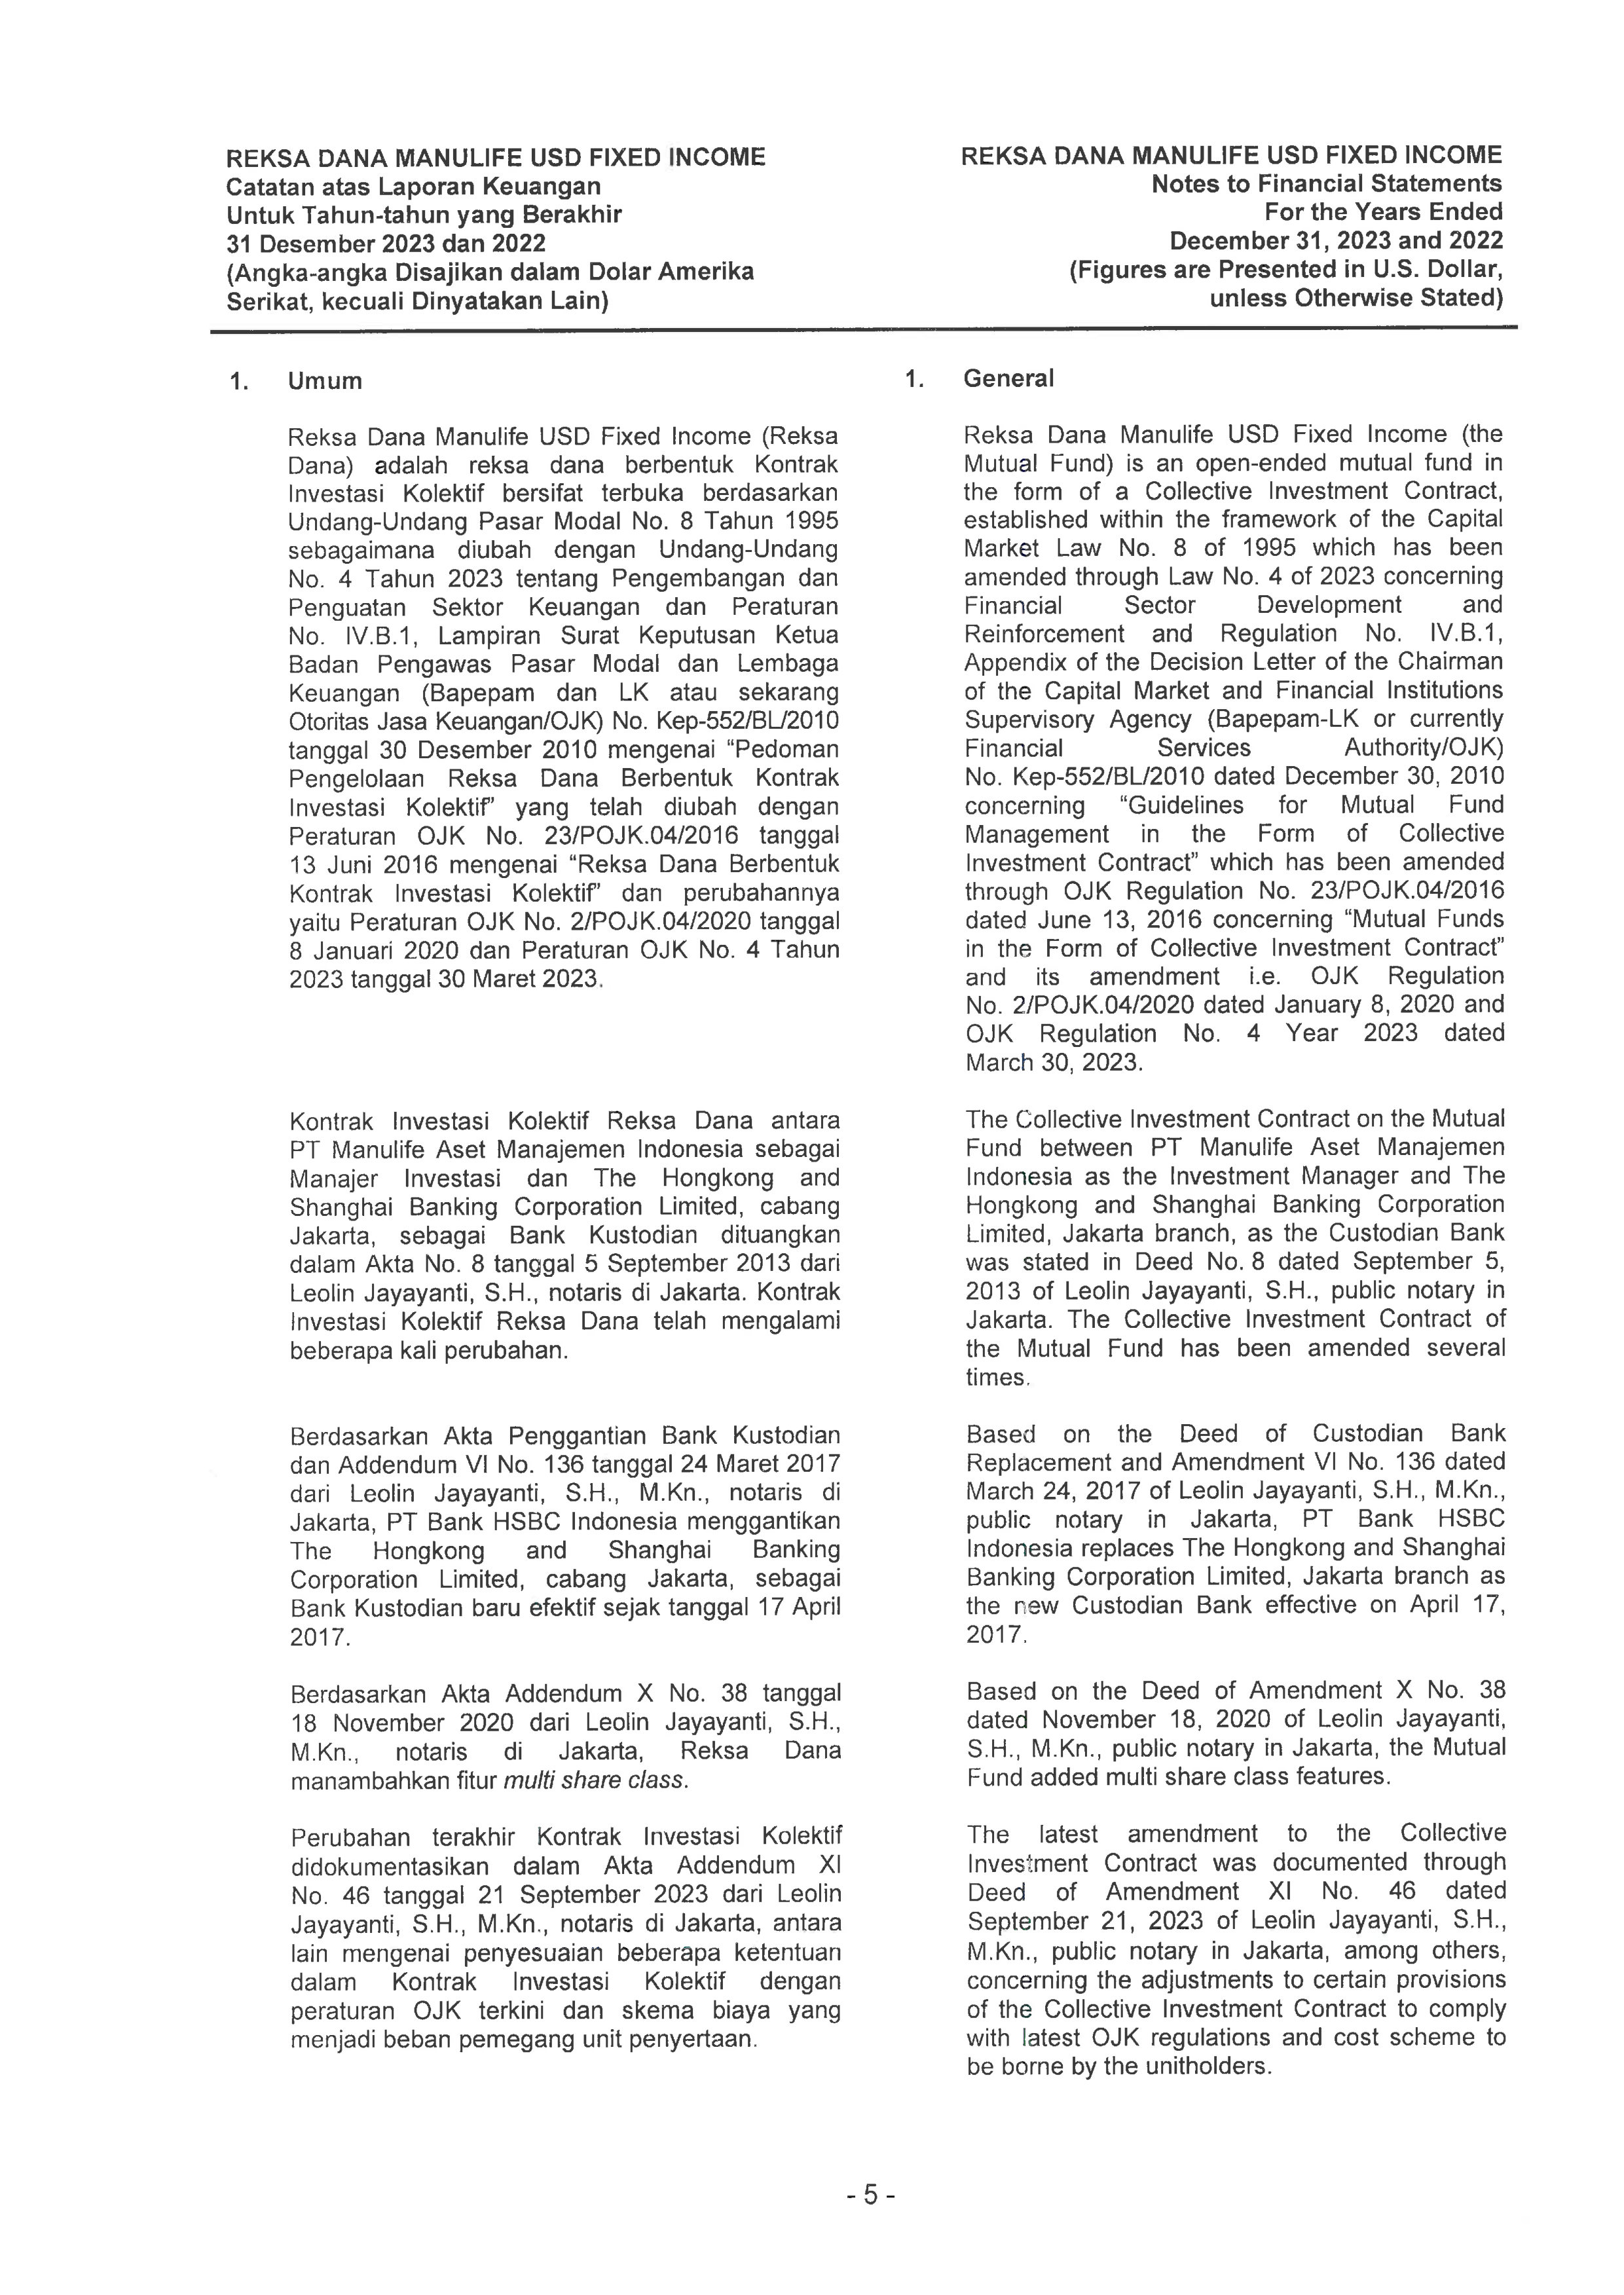 REKSA DANA MANULIFE USD FIXED INCOME
Catatan atas Laporan Keuangan
Untuk Tahun-tahun yang Berakhir
31 Desember 2023 dan 2022
(Angka-angka Disajikan dalam Dolar Amerika
Serikat, kecuali Dinyatakan Lain)
REKSA DANA MANULIFE USD FIXED INCOME
Notes to Financial Statements
For the Years Ended
December 31, 2023 and 2022
(Figures are Presented in U.S. Dollar,
unless Otherwise Stated)
1. Umum
Reksa Dana Manulife USD Fixed Income (Reksa
Dana) adalah reksa dana berbentuk Kontrak
Investasi Kolektif bersifat terbuka berdasarkan
Undang-Undang Pasar Modal No. 8 Tahun 1995
sebagaimana diubah dengan Undang-Undang
No. 4 Tahun 2023 tentang Pengembangan dan
Penguatan Sektor Keuangan dan Peraturan
No. IV.B.1, Lampiran Surat Keputusan Ketua
Badan Pengawas Pasar Modal dan Lembaga
Keuangan (Bapepam dan LK atau sekarang
Otoritas Jasa Keuangan/OJK) No. Kep-552/BL/2010
tanggal 30 Desember 2010 mengenai “Pedoman
Pengelolaan Reksa Dana Berbentuk Kontrak
Investasi Kolektif” yang telah diubah dengan
Peraturan OJK No. 23/POJK.04/2016 tanggal
13 Juni 2016 mengenai “Reksa Dana Berbentuk
Kontrak Investasi Kolektif” dan perubahannya
yaitu Peraturan OJK No. 2/POJK.04/2020 tanggal
8 Januari 2020 dan Peraturan OJK No. 4 Tahun
2023 tanggal 30 Maret 2023.
Kontrak Investasi Kolektif Reksa Dana antara
PT Manulife Aset Manajemen Indonesia sebagai
Manajer Investasi dan The Hongkong and
Shanghai Banking Corporation Limited, cabang
Jakarta, sebagai Bank Kustodian dituangkan
dalam Akta No. 8 tanggal 5 September 2013 dari
Leolin Jayayanti, S.H., notaris di Jakarta. Kontrak
Investasi Kolektif Reksa Dana telah mengalami
beberapa kali perubahan.
Berdasarkan Akta Penggantian Bank Kustodian
dan Addendum VI No. 136 tanggal 24 Maret 2017
dari Leolin Jayayanti, S.H., M.Kn., notaris di
Jakarta, PT Bank HSBC Indonesia menggantikan
The Hongkong and Shanghai Banking
Corporation Limited, cabang Jakarta, sebagai
Bank Kustodian baru efektif sejak tanggal 17 April
2017.
Berdasarkan Akta Addendum X No. 38 tanggal
18 November 2020 dari Leolin Jayayanti, S.H.,
M.Kn., notaris di Jakarta, Reksa Dana
manambahkan fitur multi share class.
Perubahan terakhir Kontrak Investasi Kolektif
didokumentasikan dalam Akta Addendum XI
No. 46 tanggal 21 September 2023 dari Leolin
Jayayanti, S.H., M.Kn., notaris di Jakarta, antara
lain mengenai penyesuaian beberapa ketentuan
dalam Kontrak Investasi Kolektif dengan
peraturan OJK terkini dan skema biaya yang
menjadi beban pemegang unit penyertaan.
1. General
Reksa Dana Manulife USD Fixed Income (the
Mutual Fund) is an open-ended mutual fund in
the form of a Collective Investment Contract,
established within the framework of the Capital
Market Law No. 8 of 1995 which has been
amended through Law No. 4 of 2023 concerning
Financial Sector Development and
Reinforcement and Regulation No. IV.B.1,
Appendix of the Decision Letter of the Chairman
of the Capital Market and Financial Institutions
Supervisory Agency (Bapepam-LK or currently
Financial Services Authority/OJK)
No. Kep-552/BL/2010 dated December 30, 2010
concerning “Guidelines for Mutual Fund
Management in the Form of Collective
Investment Contract” which has been amended
through OJK Regulation No. 23/POJK.04/2016
dated June 13, 2016 concerning “Mutual Funds
in the Form of Collective Investment Contract”
and its amendment i.e. OJK Regulation
No. 2/POJK.04/2020 dated January 8, 2020 and
OJK Regulation No. 4 Year 2023 dated
March 30, 2023.
The Collective Investment Contract on the Mutual
Fund between PT Manulife Aset Manajemen
Indonesia as the Investment Manager and The
Hongkong and Shanghai Banking Corporation
Limited, Jakarta branch, as the Custodian Bank
was stated in Deed No. 8 dated September 5,
2013 of Leolin Jayayanti, S.H., public notary in
Jakarta. The Collective Investment Contract of
the Mutual Fund has been amended several
times.
Based on the Deed of Custodian Bank
Replacement and Amendment VI No. 136 dated
March 24, 2017 of Leolin Jayayanti, S.H., M.Kn.,
public notary in Jakarta, PT Bank HSBC
Indonesia replaces The Hongkong and Shanghai
Banking Corporation Limited, Jakarta branch as
the new Custodian Bank effective on April 17,
2017.
Based on the Deed of Amendment X No. 38
dated November 18, 2020 of Leolin Jayayanti,
S.H., M.Kn., public notary in Jakarta, the Mutual
Fund added multi share class features.
The latest amendment to the Collective
Investment Contract was documented through
Deed of Amendment XI No. 46 dated
September 21, 2023 of Leolin Jayayanti, S.H.,
M.Kn., public notary in Jakarta, among others,
concerning the adjustments to certain provisions
of the Collective Investment Contract to comply
with latest OJK regulations and cost scheme to
be borne by the unitholders.
- 5 -